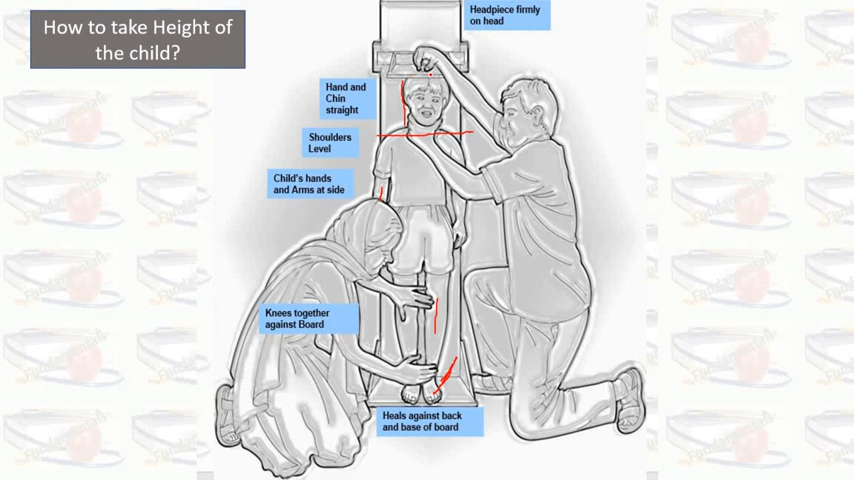 How to take Height of
the child?
Headpiece firmly
on head
Hand and
Chin
straight
Shoulders
Level
Child's hands
and Arms at side
Knees together
against Board
Heals against back
and base of board
Fundamentals